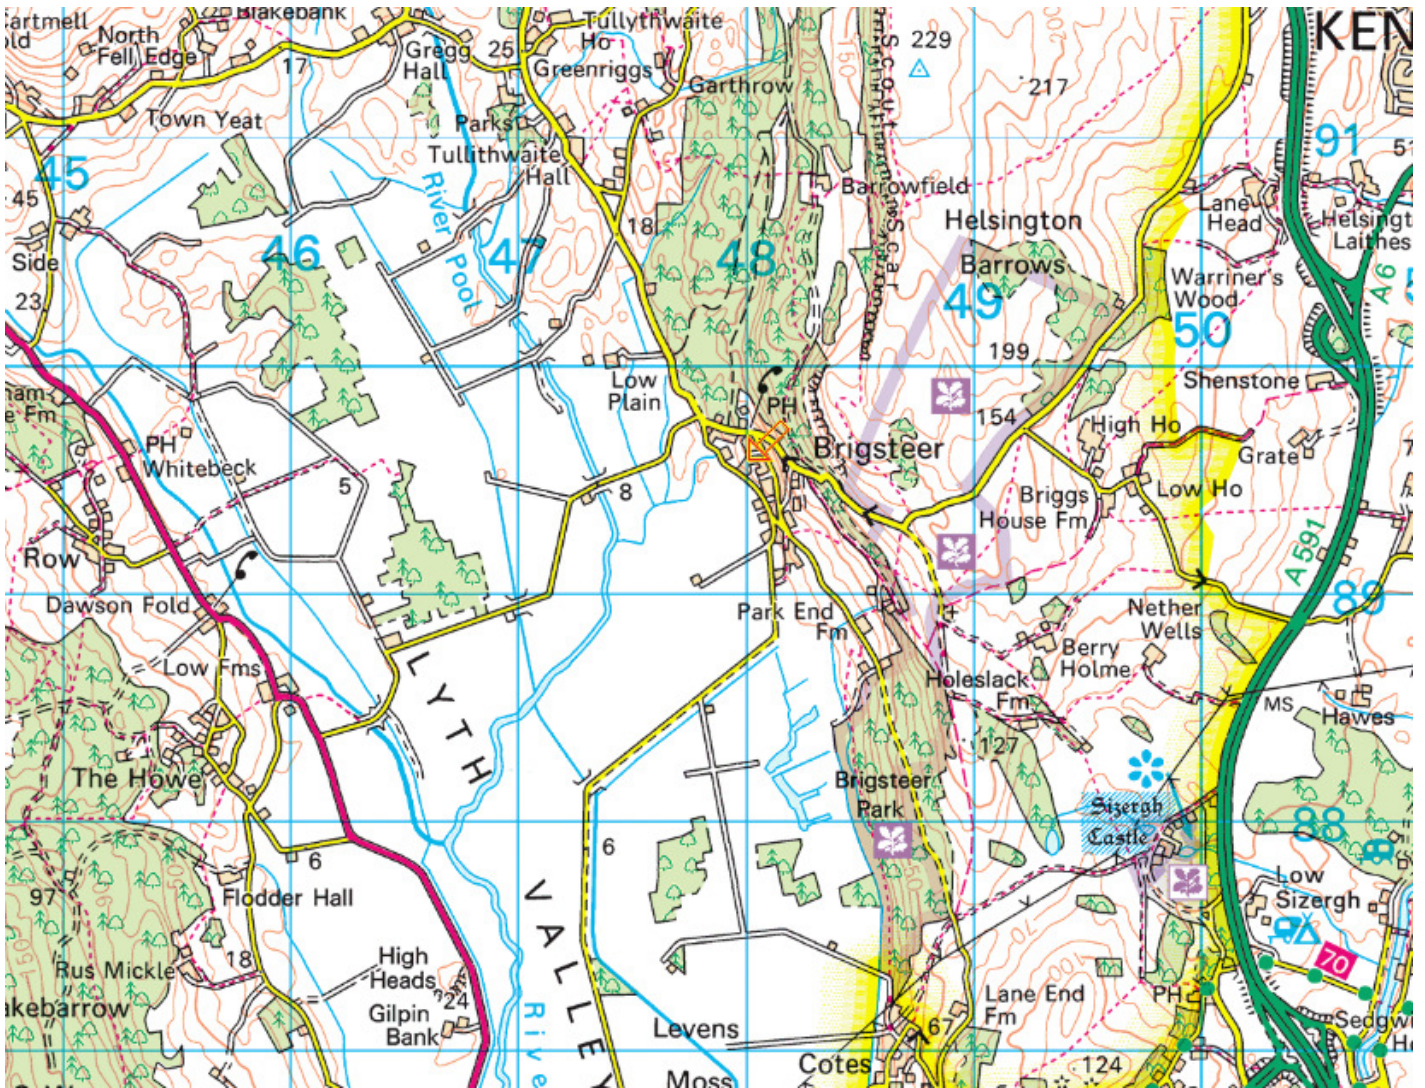 Blakebank
Tullythwaite
Ho
KEN
North
Fell Edge
Gregg
Hall
25
229
Greenriggs
17
217
Garthrow
120
150
Scout Scar
Town Yeat
Parks
91
Tullithwaite
Hall
45
Barrowfield
River
Pool
45
Lane
Head
Helsington
Barrows
18
Laithes
46
47
48
Side
A6
Warriner's
Wood
49
50
23
199
Low
Plain
Shenstone
PH
154
High Ho
PH
Whitebeck
Brigsteer
Grate
5
8
Briggs
House Fm
Low Ho
Row
A 591
Dawson Fold
89
Park End
Fm
Nether
Wells
Berry
Holme
Low Fms
LYTH
Holeslack
Fm
MS
Hawes
127
The Howe
Brigsteer
Park
Sizergh
Castle
88
6
6
Low
Sizergh
97
Flodder Hall
VALLEY
High
Heads
18
70
Rus Mickle
24
Lane End
Fm
PH
Gilpin
Bank
Levens
67
Cotes
124
Moss